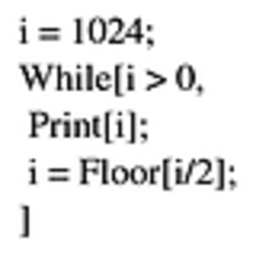 i = 1024;
While[i > 0,
Print[i];
i = Floor[i/2];
]